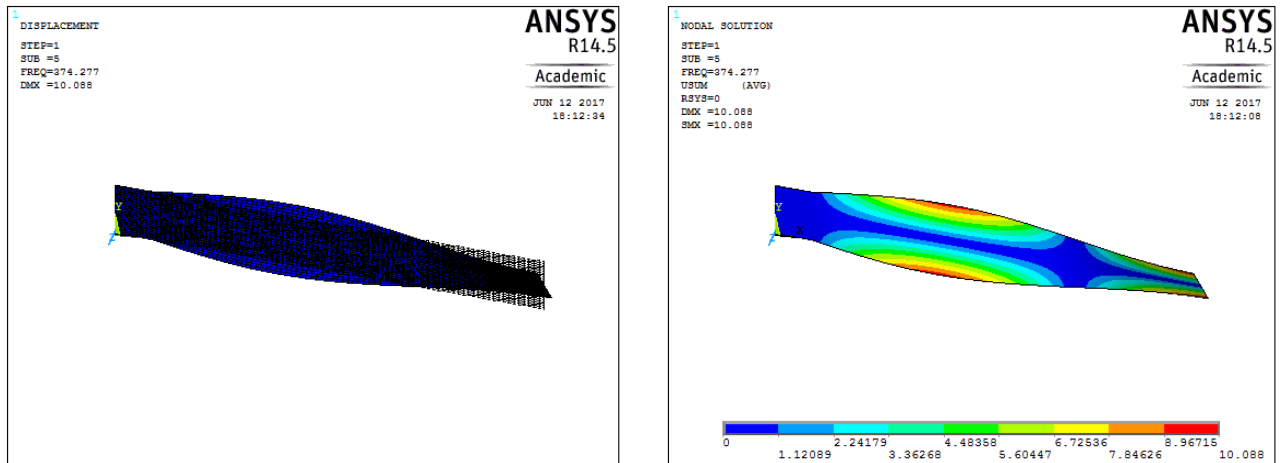 1
DISPLACEMENT
STEP=1
SUB =5
FREQ=374.277
DMX =10.088
ANSYS
R14.5
Academic
JUN 12 2017
18:12:34
Y
Z
1
NODAL SOLUTION
STEP=1
SUB =5
FREQ=374.277
USUM (AVG)
RSYS=0
DMX =10.088
SMX =10.088
ANSYS
R14.5
Academic
JUN 12 2017
18:12:08
Y
Z X
0 2.24179 4.48358 6.72536 8.96715
1.12089 3.36268 5.60447 7.84626 10.088